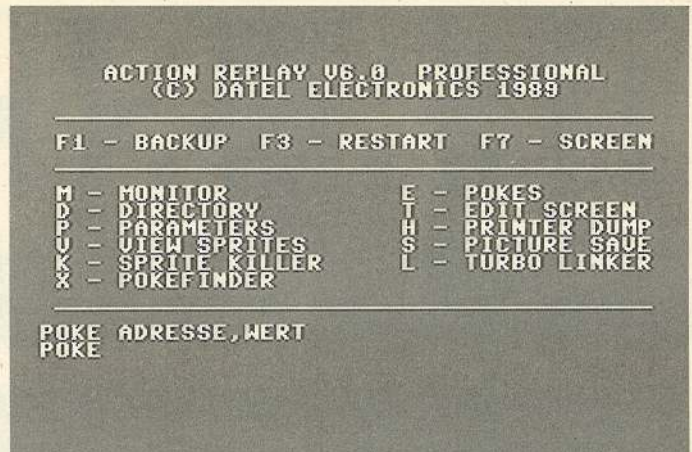 ACTION REPLAY V6.0 PROFESSIONAL
(C) DATEL ELECTRONICS 1989
F1 - BACKUP F3 - RESTART F7 - SCREEN
M - MONITOR E - POKES
D - DIRECTORY T - EDIT SCREEN
P - PARAMETERS H - PRINTER DUMP
V - VIEW SPRITES S - PICTURE SAVE
K - SPRITE KILLER L - TURBO LINKER
X - POKEFINDER
POKE ADRESSE,WERT
POKE